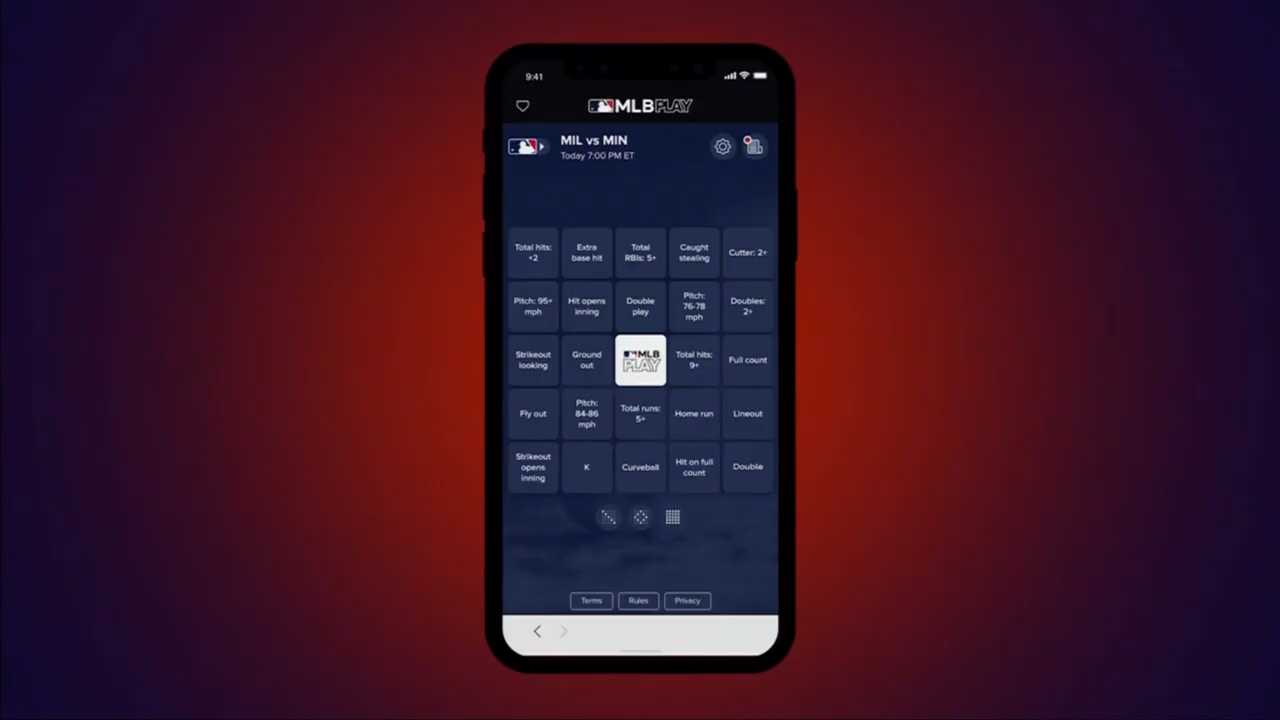 9:41
MLB PLAY
MIL vs MIN
Today 7:00 PM ET
Total hits:
+2
Extra
base hit
Total
RBIs: 5+
Caught
stealing
Cutter: 2+
Pitch: 95+
mph
Hit opens
inning
Double
play
Pitch:
76-78
mph
Doubles:
2+
Strikeout
looking
Ground
out
MLB
PLAY
Total hits:
9+
Full count
Fly out
Pitch:
84-86
mph
Total runs:
5+
Home run
Lineout
Strikeout
opens
inning
K
Curveball
Hit on full
count
Double
Terms
Rules
Privacy